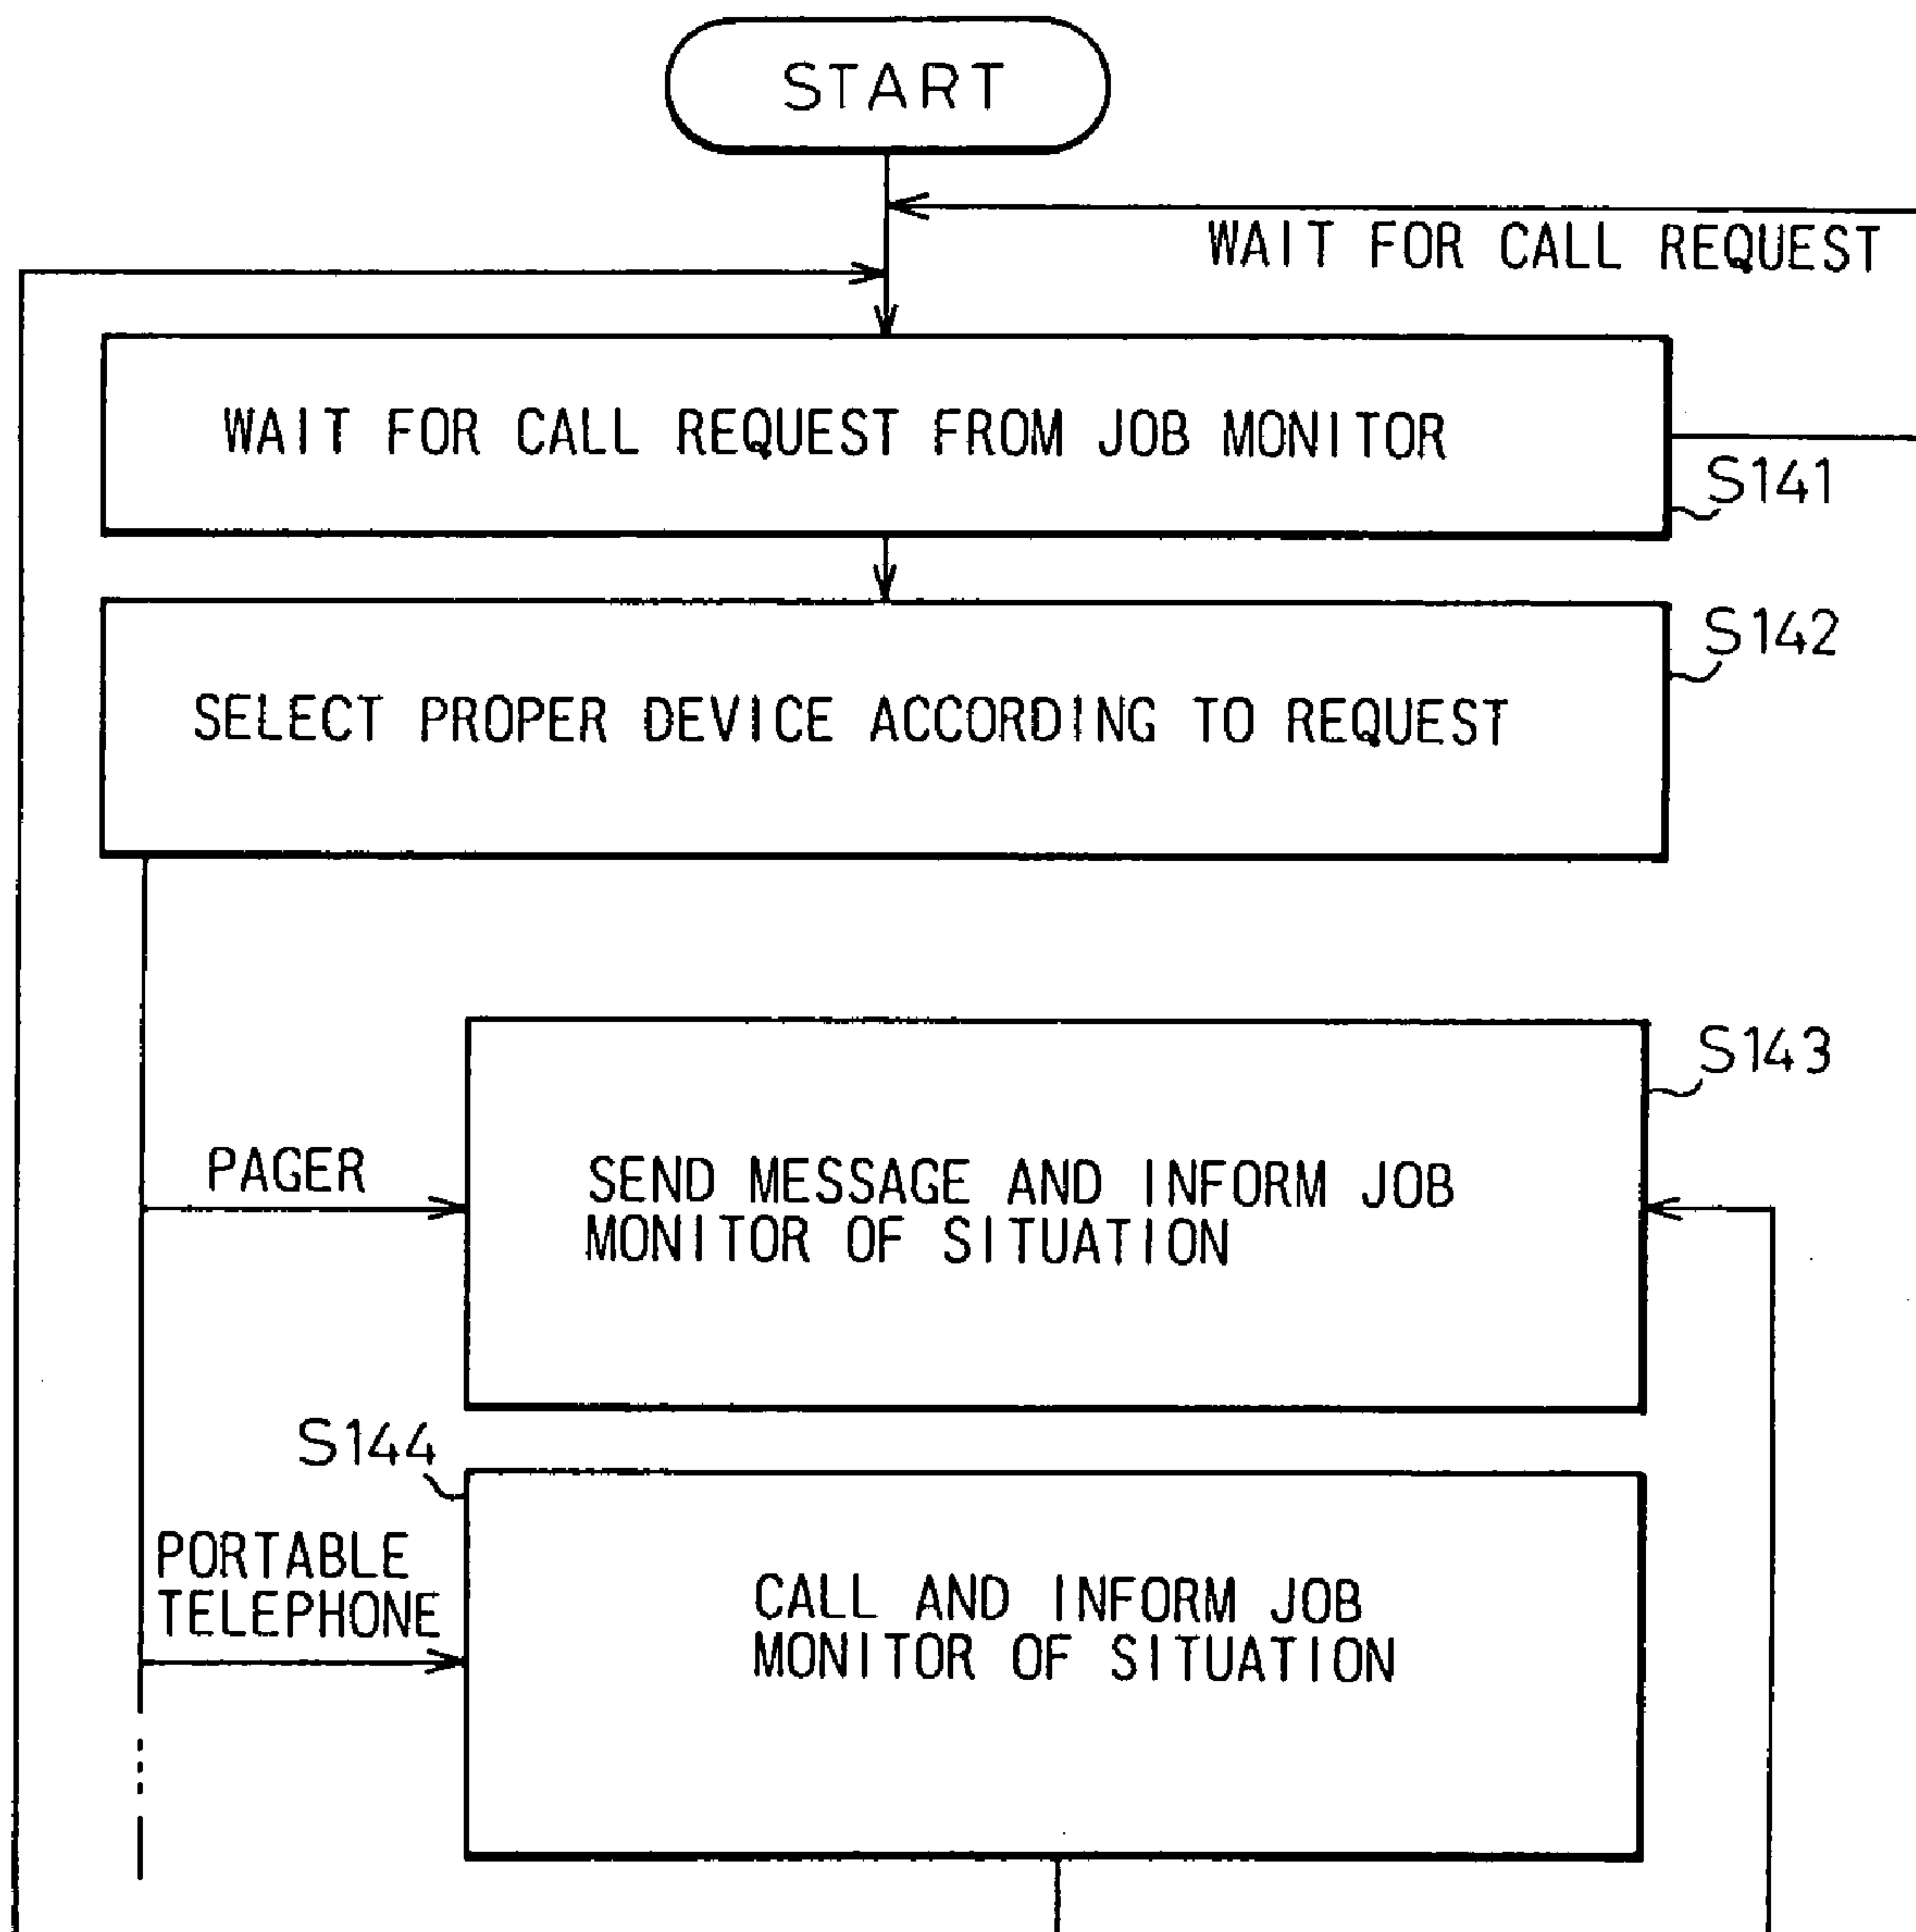 START
WAIT FOR CALL REQUEST
WAIT FOR CALL REQUEST FROM JOB MONITOR
S141
S142
SELECT PROPER DEVICE ACCORDING TO REQUEST
S143
PAGER
SEND MESSAGE AND INFORM JOB
MONITOR OF SITUATION
S144
PORTABLE
TELEPHONE
CALL AND INFORM JOB
MONITOR OF SITUATION